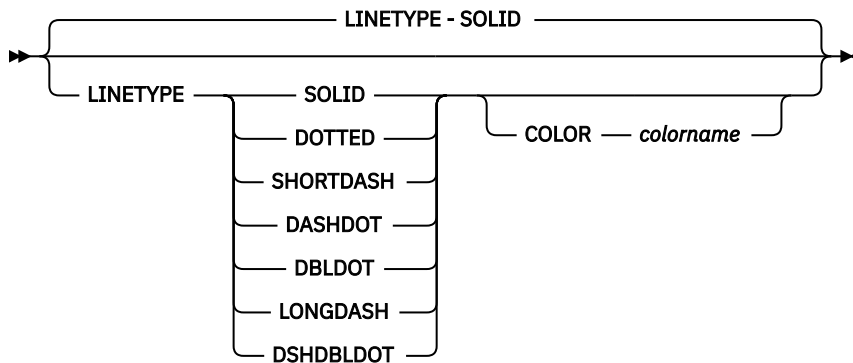 LINETYPE - SOLID
LINETYPE SOLID
DOTTED COLOR colorname
SHORTDASH
DASHDOT
DBLDOT
LONGDASH
DSHDBLDOT